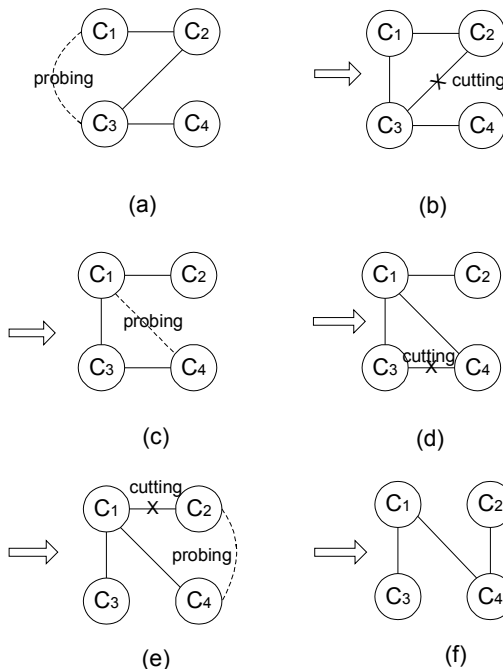 C1 C2
probing
C3 C4
(a)
C1 C2
cutting
C3 C4
(b)
C1 C2
probing
C3 C4
(c)
C1 C2
cutting
C3 C4
(d)
cutting
C1 C2
probing
C3 C4
(e)
C1 C2
C3 C4
(f)